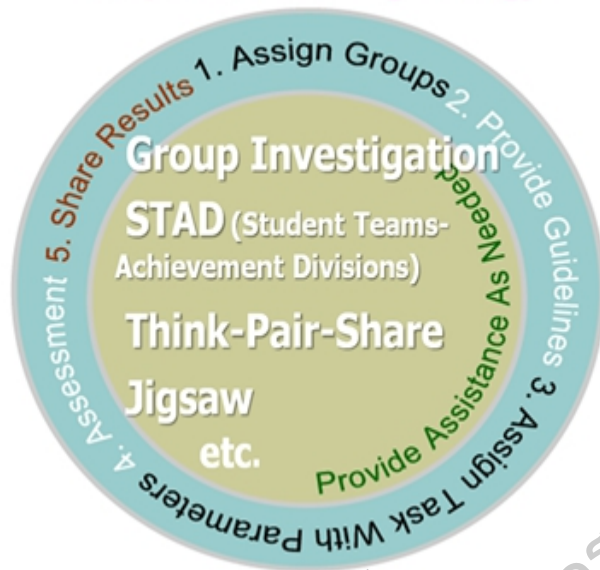 1. Assign Groups
2. Provide Guidelines
3. Assign Task With Parameters
4. Assessment
5. Share Results
Group Investigation
STAD (Student Teams-
Achievement Divisions)
Think-Pair-Share
Jigsaw
etc.
Provide Assistance As Needed